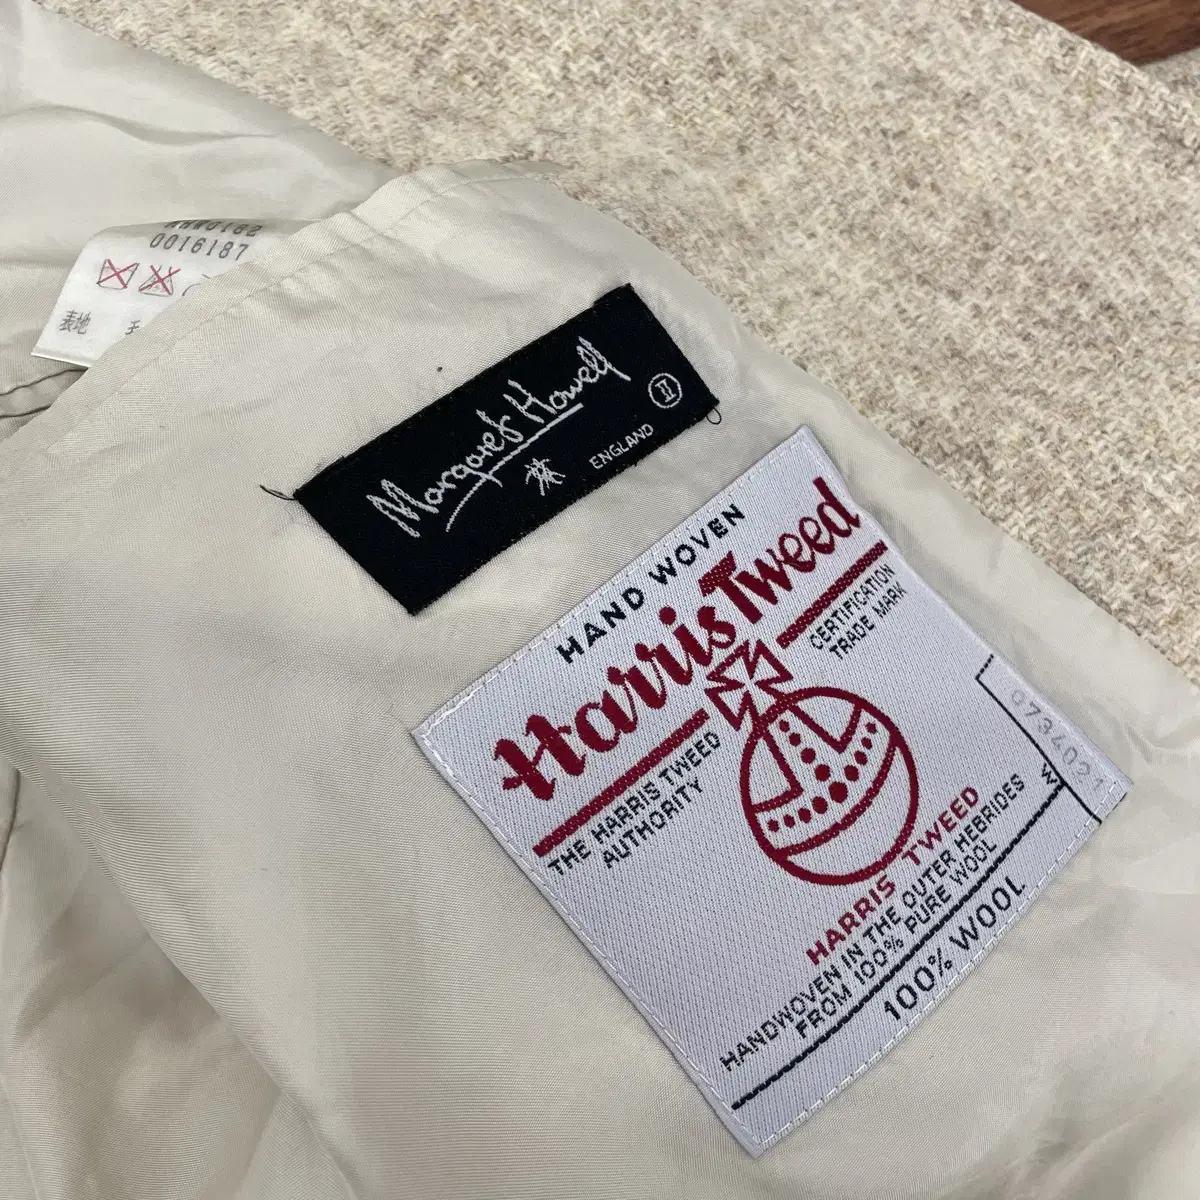 0016187
表地
Margaret Howell
II
ENGLAND
HAND WOVEN
Harris Tweed
CERTIFICATION
TRADE MARK
THE HARRIS TWEED
AUTHORITY
0734021
HARRIS TWEED
HANDWOVEN IN THE OUTER HEBRIDES
FROM 100% PURE WOOL
100% WOOL